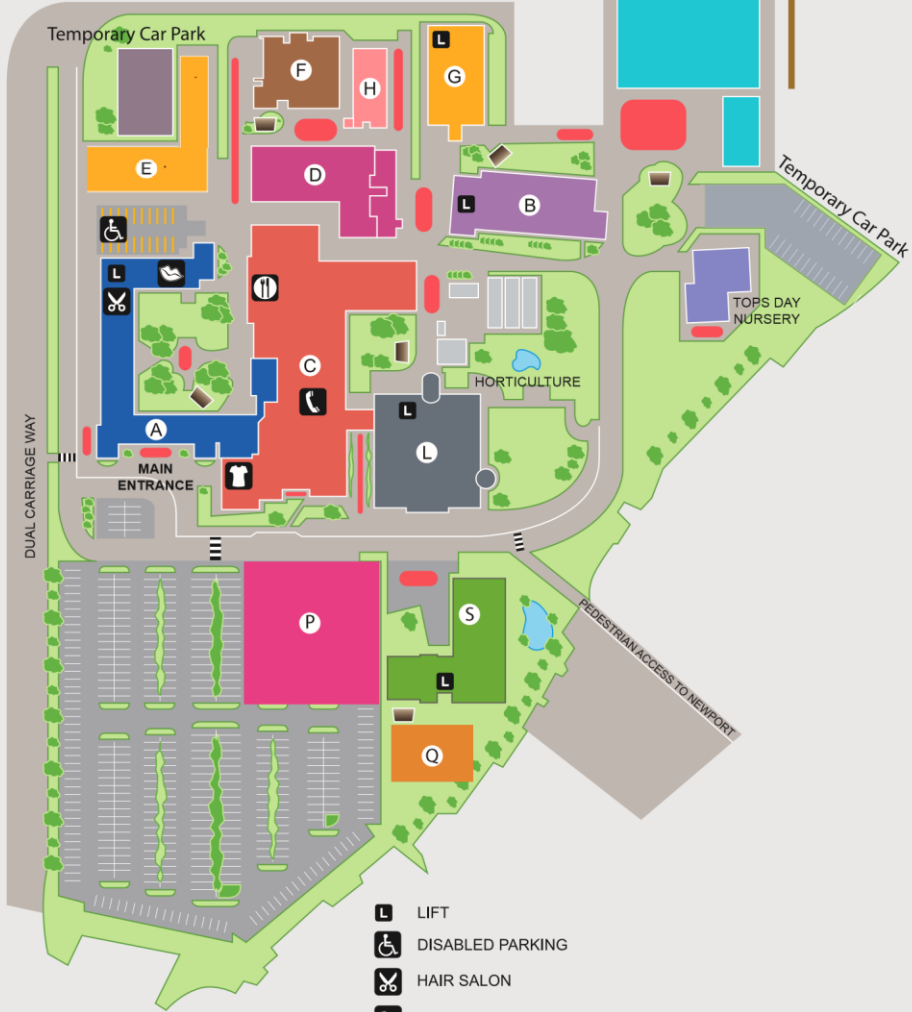 Temporary Car Park
F
H
L
G
E
D
L
B
Temporary Car Park
L
TOPS DAY
NURSERY
C
HORTICULTURE
L
A
L
MAIN
ENTRANCE
DUAL CARRIAGE WAY
P
S
PEDESTRIAN ACCESS TO NEWPORT
L
Q
L LIFT
DISABLED PARKING
HAIR SALON